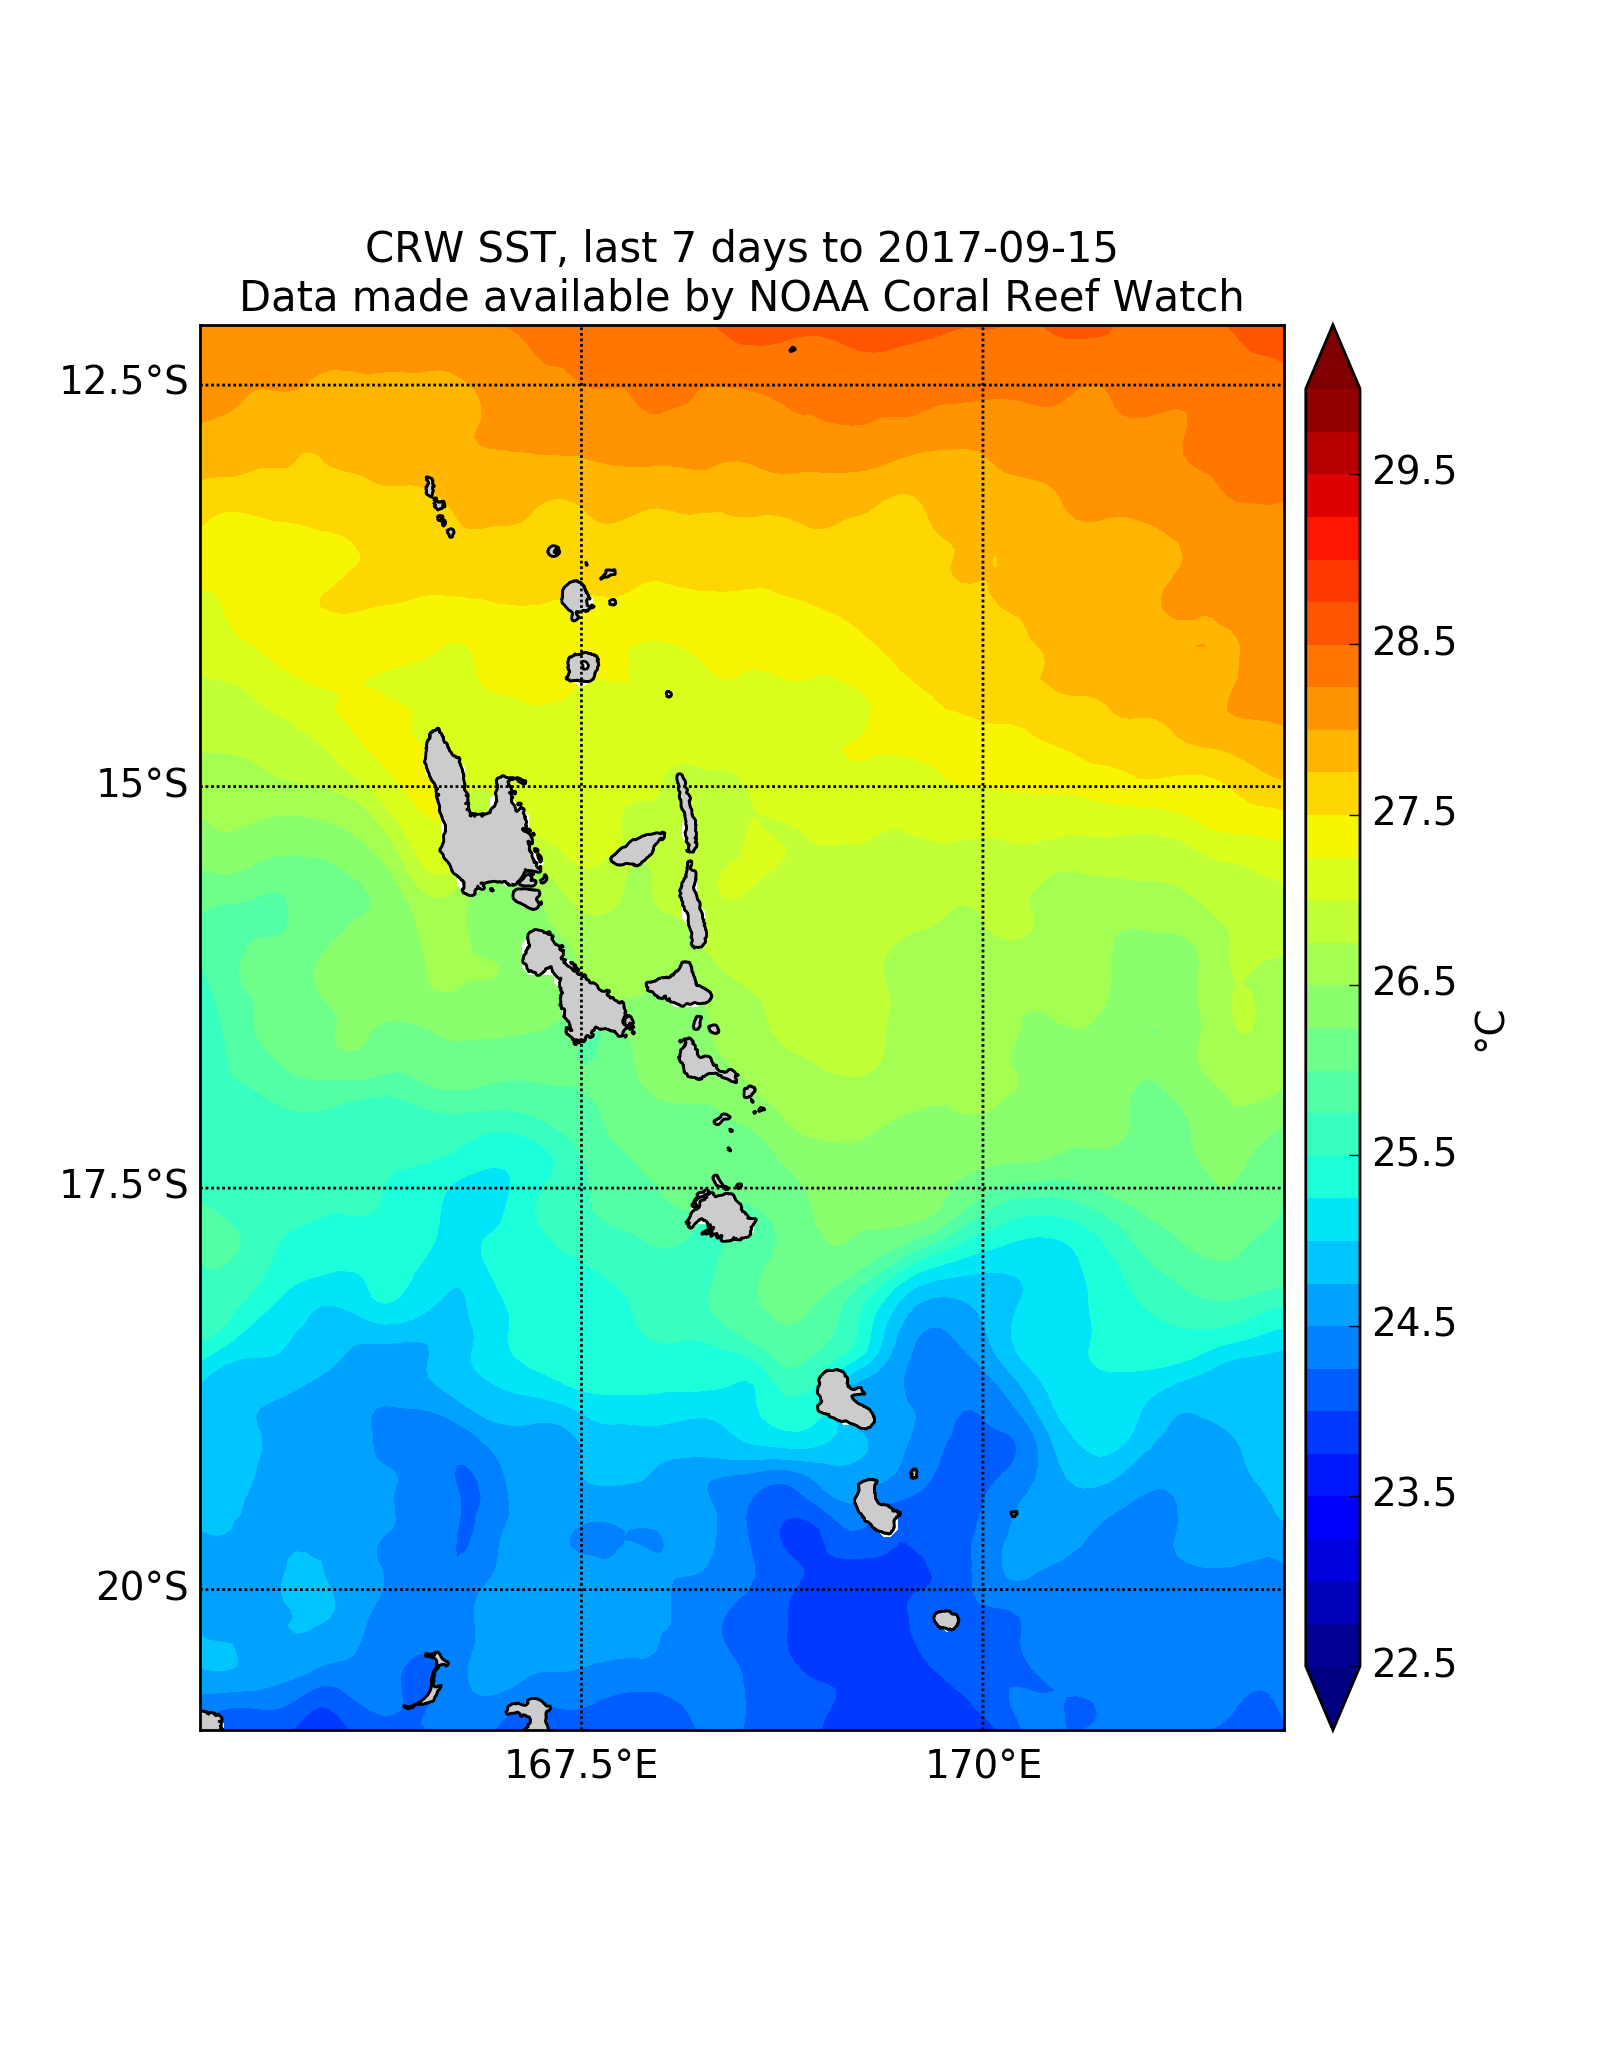 CRW SST, last 7 days to 2017-09-15
Data made available by NOAA Coral Reef Watch
12.5°S
15°S
17.5°S
20°S
167.5°E
170°E
29.5
28.5
27.5
26.5
25.5
24.5
23.5
22.5
°C